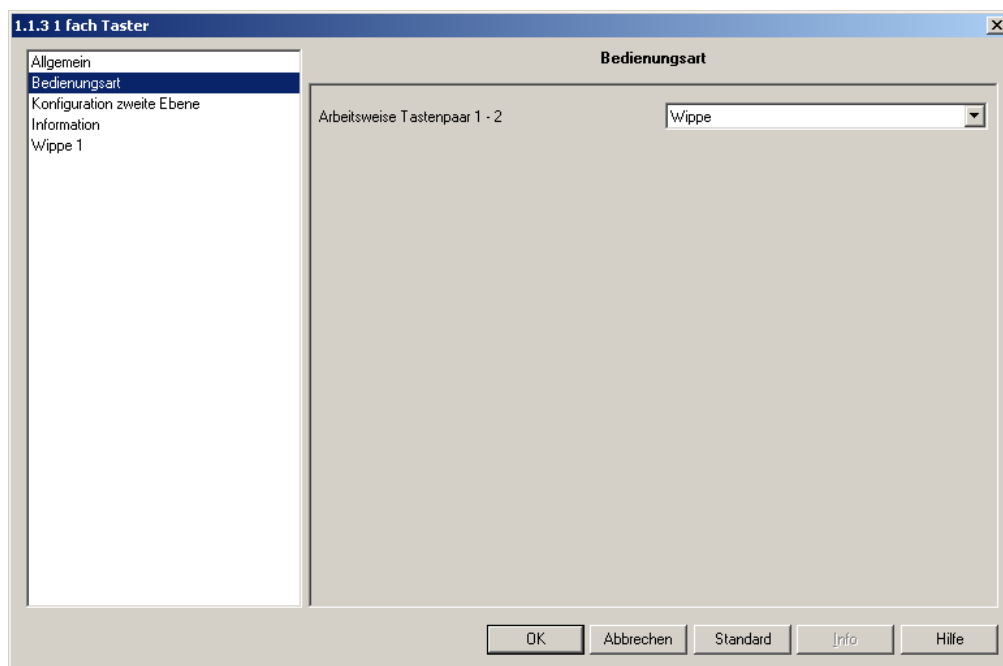 1.1.3 1 fach Taster
Allgemein
Bedienungsart
Konfiguration zweite Ebene
Information
Wippe 1
Bedienungsart
Arbeitsweise Tastenpaar 1 - 2
Wippe
OK
Abbrechen
Standard
Info
Hilfe